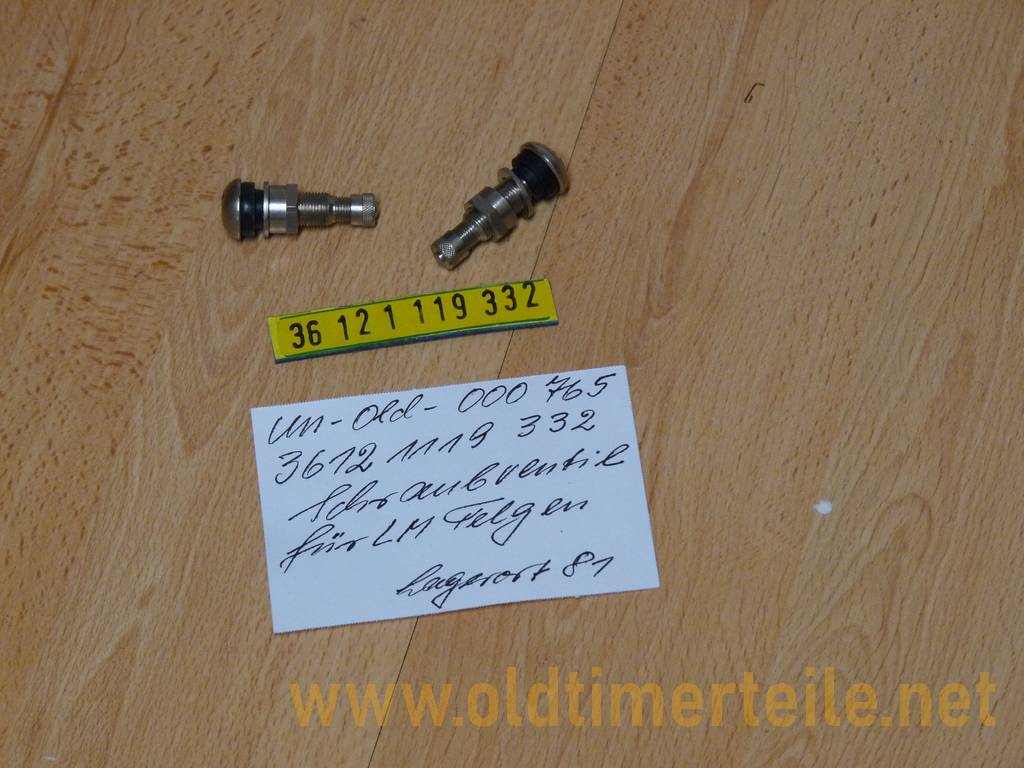 36 12 1 119 332
un-old-000 765
3612 1119 332
Schraubventil
für LM Felgen
Lagerort 81
www.oldtimerteile.net